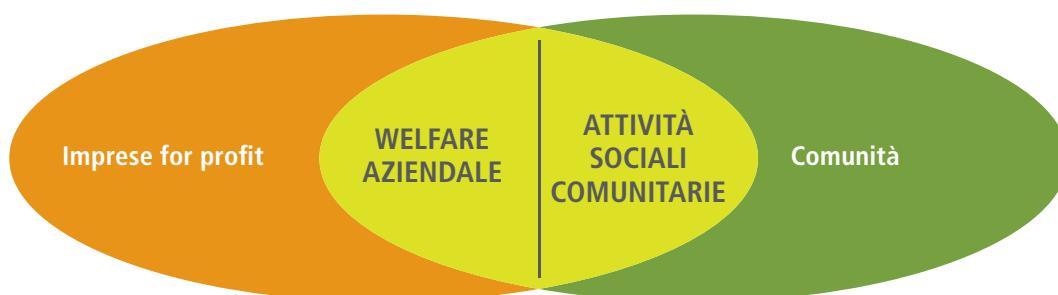 Imprese for profit
WELFARE
AZIENDALE
ATTIVITÀ
SOCIALI
COMUNITARIE
Comunità